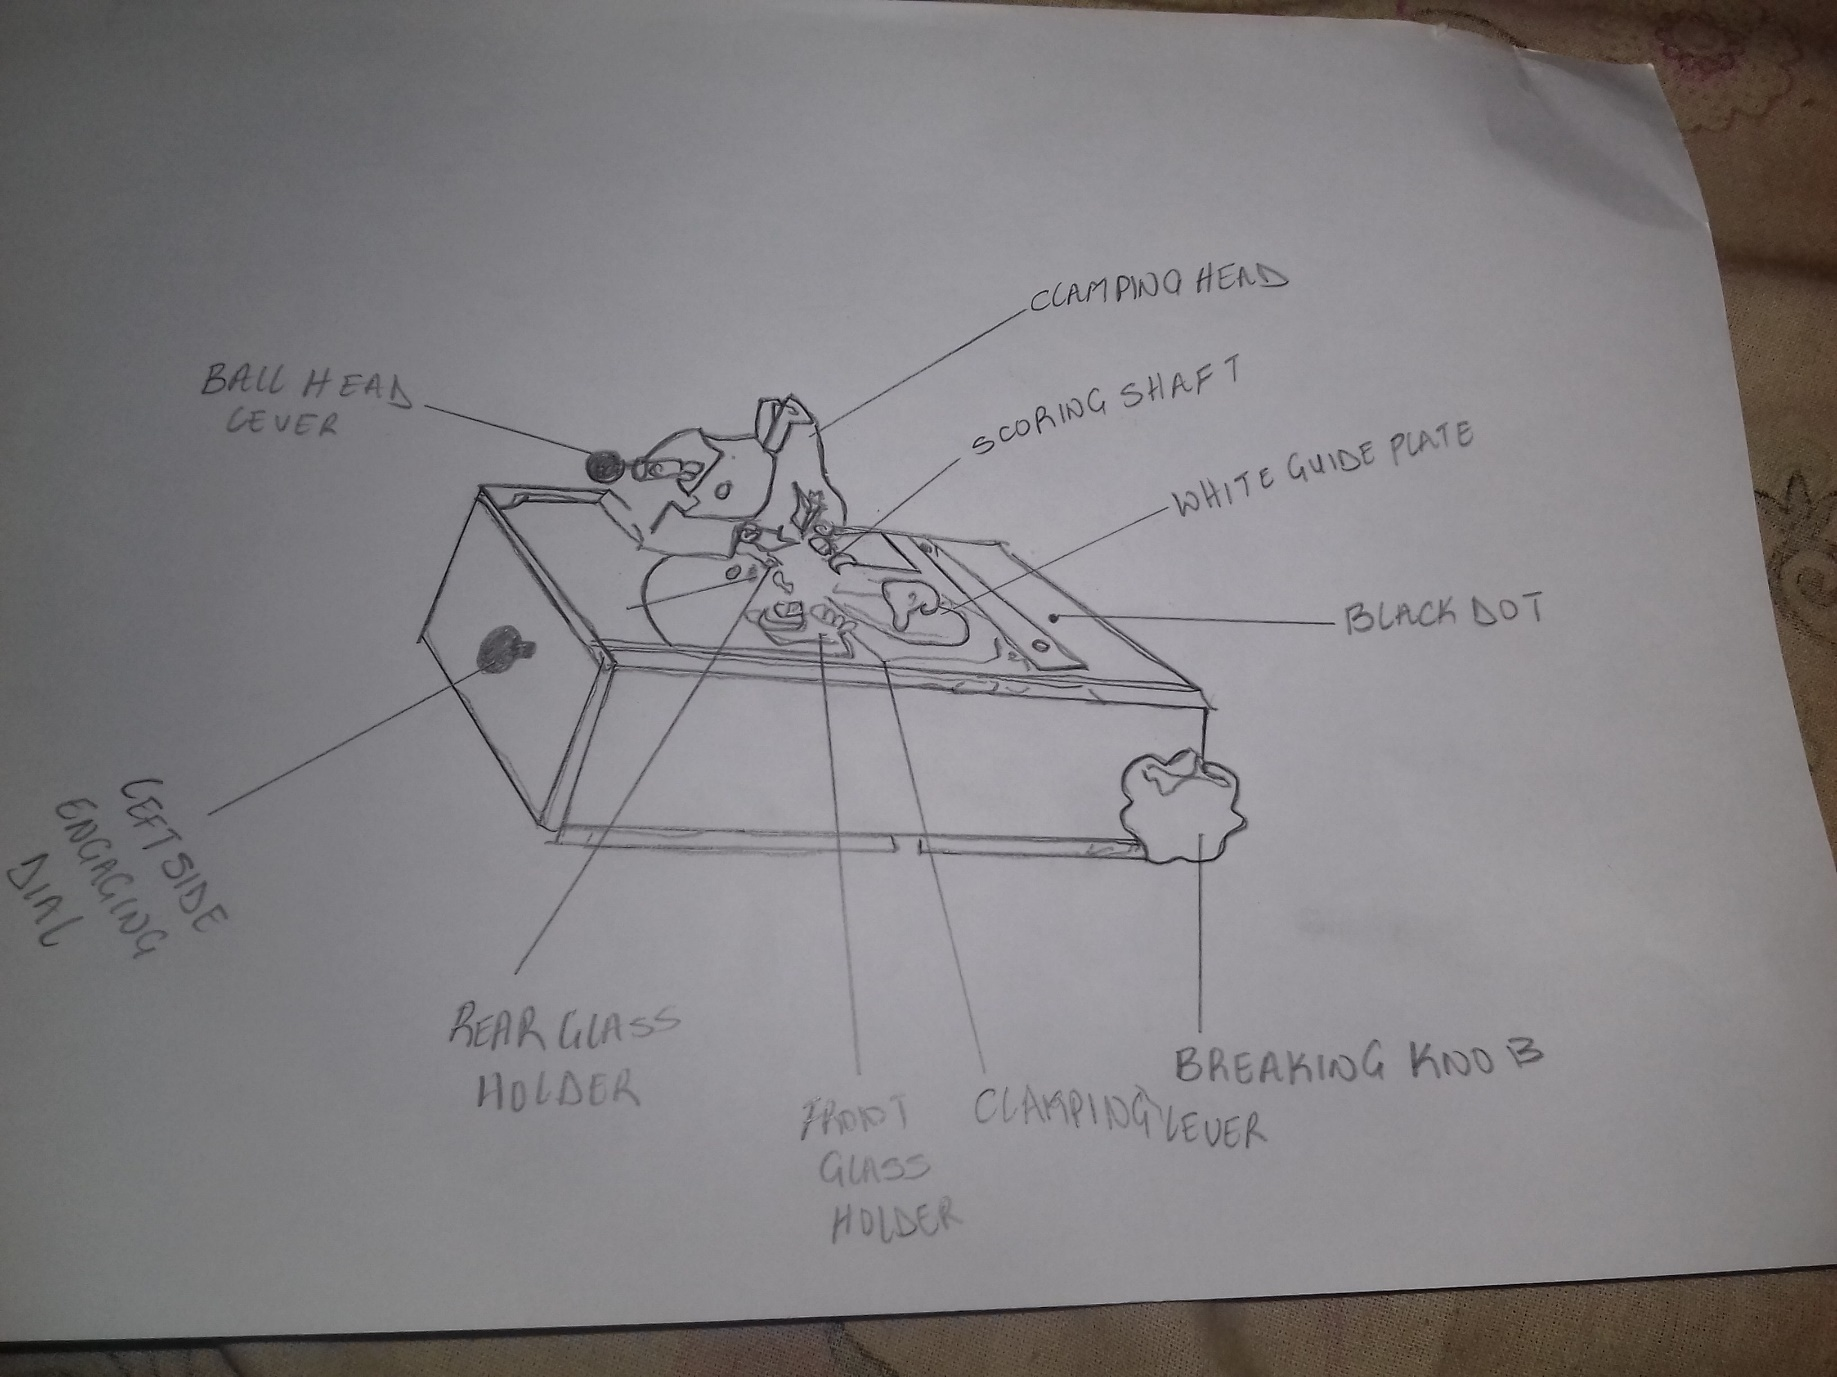 CLAMPING HEAD
BALL HEAD
LEVER
SCORING SHAFT
WHITE GUIDE PLATE
BLACK DOT
LEFT SIDE
ENGAGING
DIAL
REAR GLASS
HOLDER
FRONT
GLASS
HOLDER
CLAMPING LEVER
BREAKING KNOB